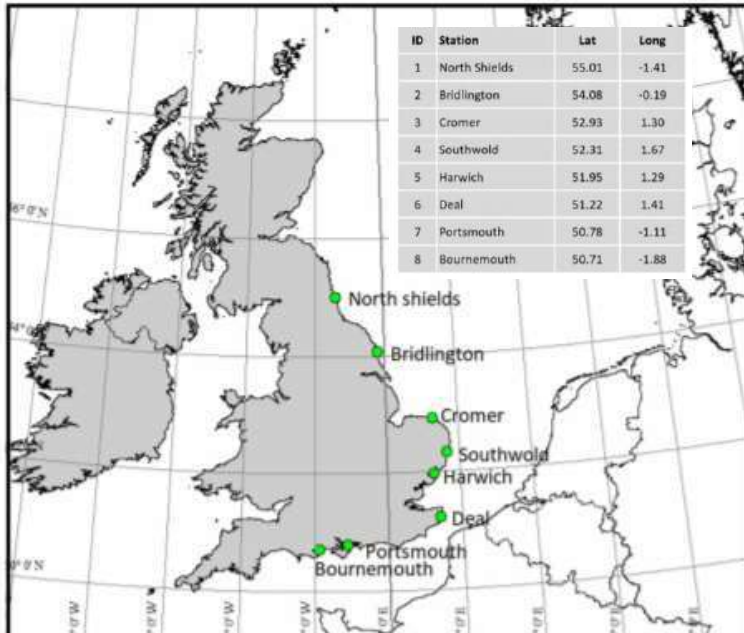 ID Station Lat Long
1 North Shields 55.01 -1.41
2 Bridlington 54.08 -0.19
3 Cromer 52.93 1.30
4 Southwold 52.31 1.67
5 Harwich 51.95 1.29
6 Deal 51.22 1.41
7 Portsmouth 50.78 -1.11
8 Bournemouth 50.71 -1.88
North shields
Bridlington
Cromer
Southwold
Harwich
Deal
Portsmouth
Bournemouth